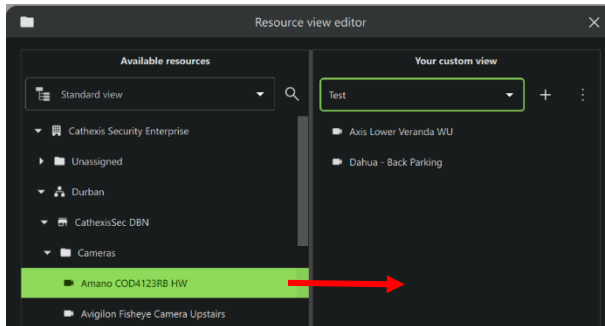 Resource view editor
Available resources
Standard view
Cathexis Security Enterprise
Unassigned
Durban
CathexisSec DBN
Cameras
Amano COD4123RB HW
Avigilon Fisheye Camera Upstairs
Your custom view
Test
Axis Lower Veranda WU
Dahua - Back Parking